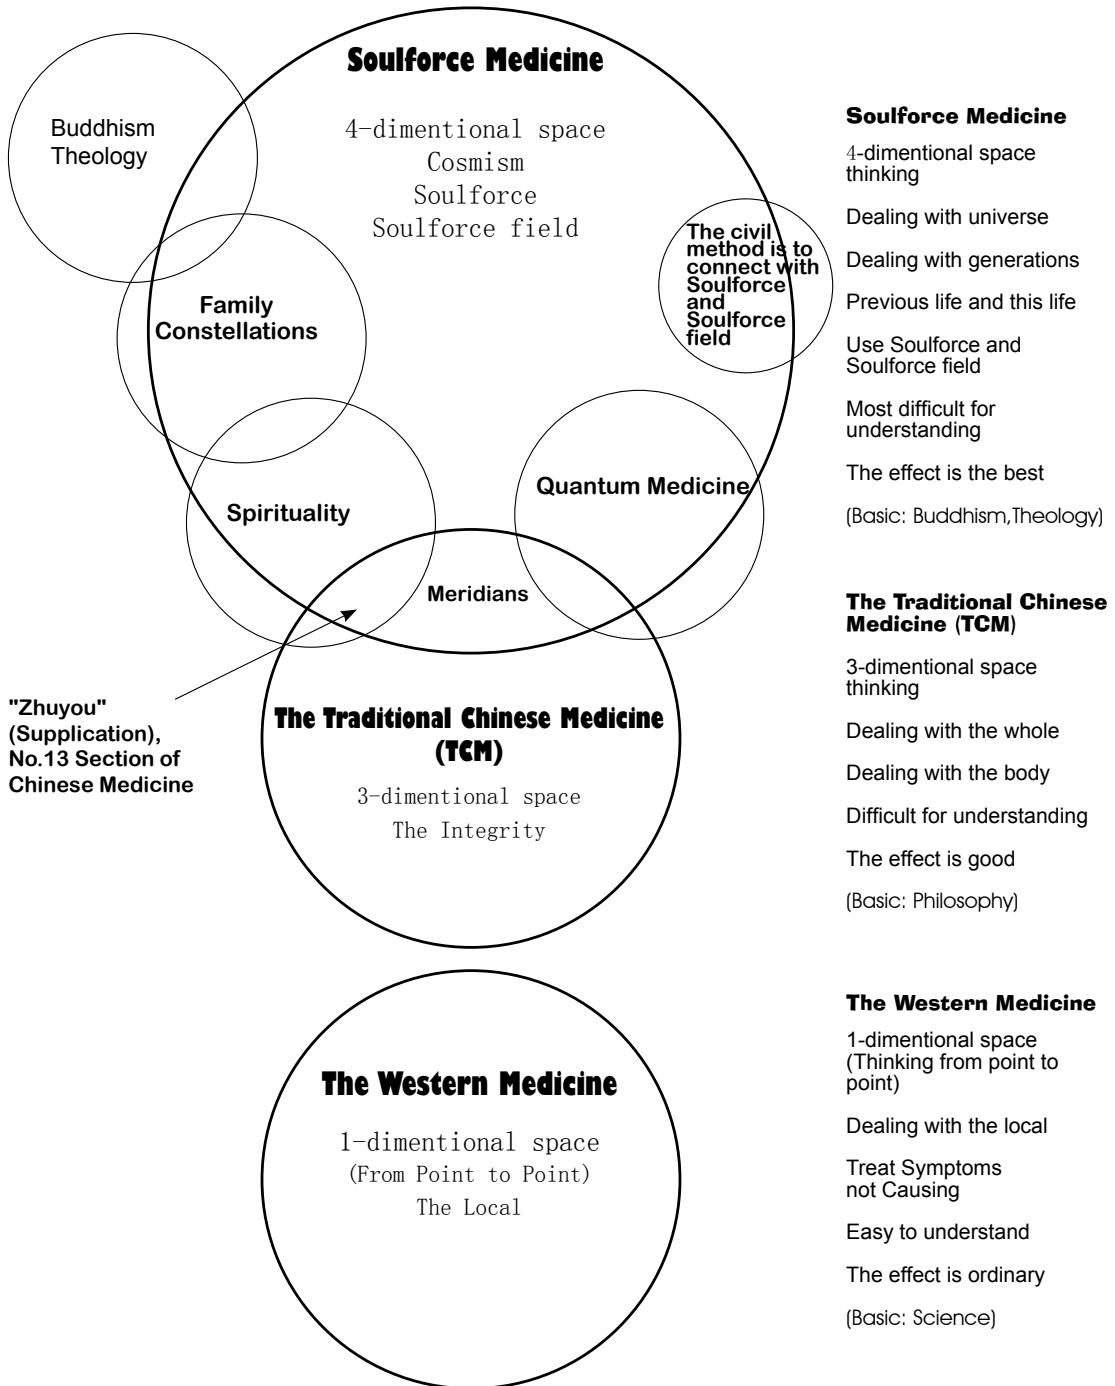 Soulforce Medicine
4-dimentional space
Cosmism
Soulforce
Soulforce field
Buddhism
Theology
The civil
method is to
connect with
Soulforce
and
Soulforce
field
Family
Constellations
Quantum Medicine
Spirituality
Meridians
"Zhuyou"
(Supplication),
No.13 Section of
Chinese Medicine
The Traditional Chinese Medicine
(TCM)
3-dimentional space
The Integrity
The Western Medicine
1-dimentional space
(From Point to Point)
The Local
Soulforce Medicine
4-dimentional space
thinking
Dealing with universe
Dealing with generations
Previous life and this life
Use Soulforce and
Soulforce field
Most difficult for
understanding
The effect is the best
(Basic: Buddhism,Theology)
The Traditional Chinese
Medicine (TCM)
3-dimentional space
thinking
Dealing with the whole
Dealing with the body
Difficult for understanding
The effect is good
(Basic: Philosophy)
The Western Medicine
1-dimentional space
(Thinking from point to
point)
Dealing with the local
Treat Symptoms
not Causing
Easy to understand
The effect is ordinary
(Basic: Science)